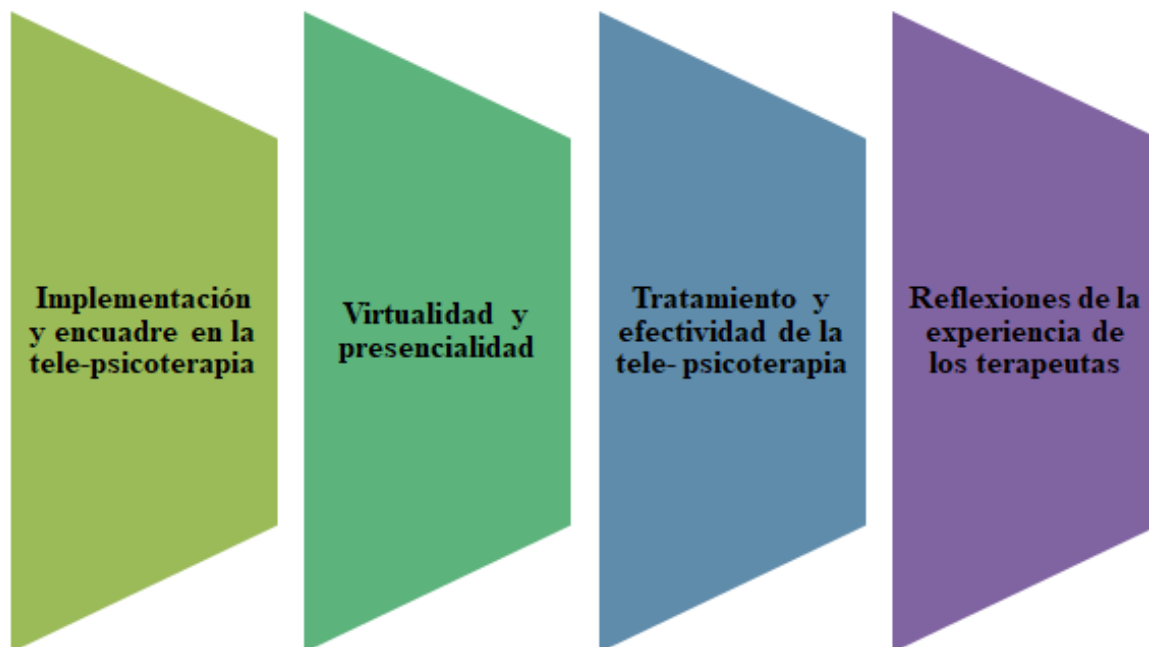 Implementación
y encuadre en la
tele-psicoterapia
Virtualidad y
presencialidad
Tratamiento y
efectividad de la
tele- psicoterapia
Reflexiones de la
experiencia de
los terapeutas